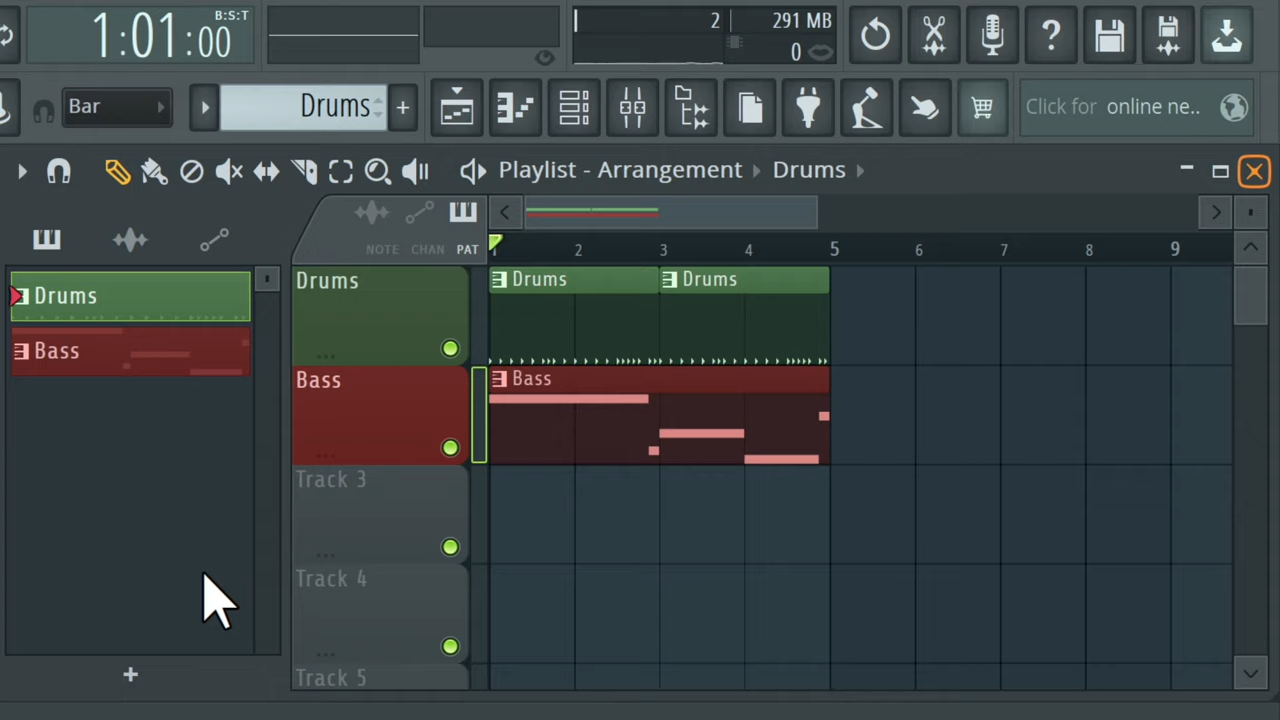 B:S:T
1:01:00
2
291 MB
0
?
Bar
Drums
+
Click for online ne..
Playlist - Arrangement
Drums
NOTE CHAN PAT
1 2 3 4 5 6 7 8 9
Drums
Bass
+
Drums
Drums
Drums
Bass
Bass
Track 3
Track 4
Track 5